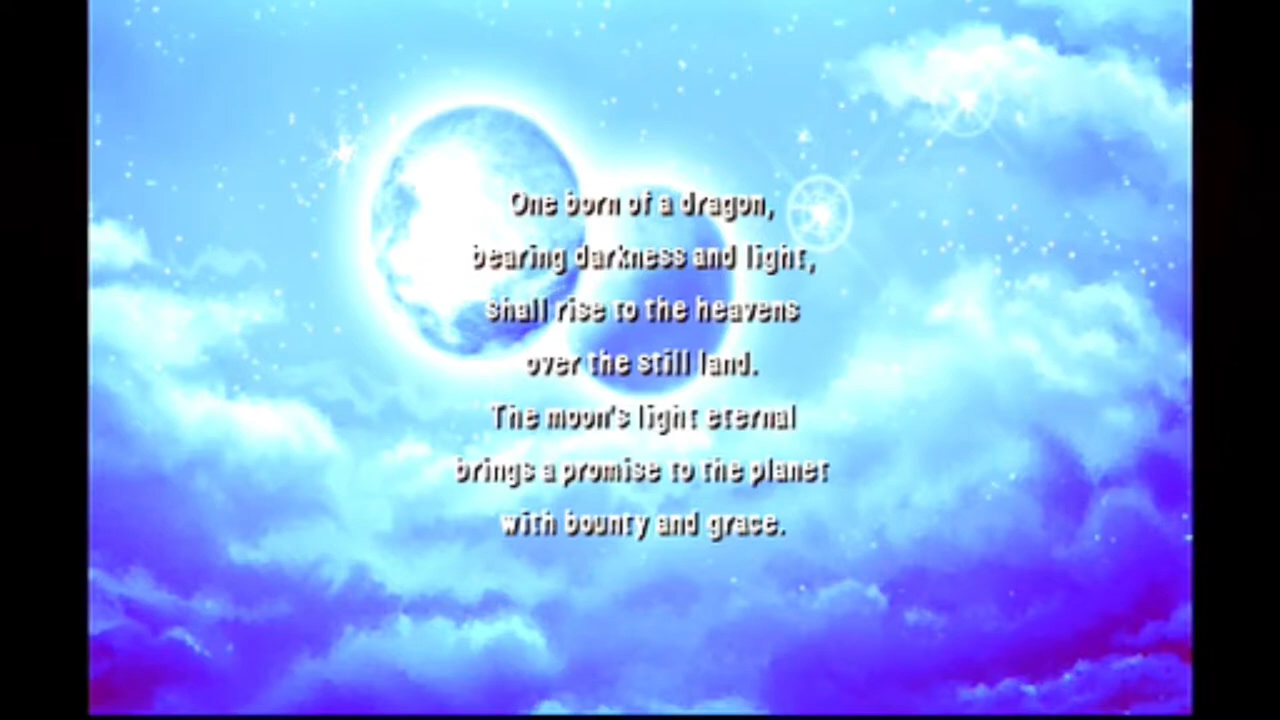 One born of a dragon,
bearing darkness and light,
shall rise to the heavens
over the still land.
The moon's light eternal
brings a promise to the planet
with bounty and grace.